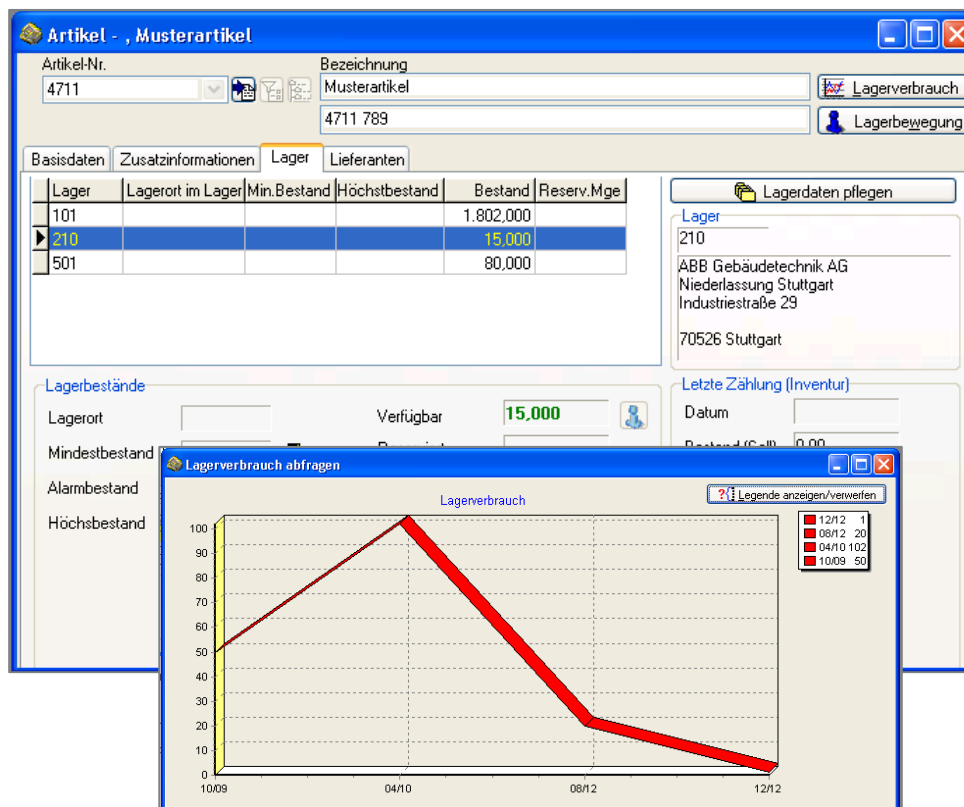 Artikel - , Musterartikel
Artikel-Nr.
Bezeichnung
4711
Musterartikel
Lagerverbrauch
4711 789
Lagerbewegung
Basisdaten Zusatzinformationen Lager Lieferanten
Lager Lagerort im Lager Min.Bestand Höchstbestand Bestand Reserv.Mge
101 1.802,000
210 15,000
501 80,000
Lagerdaten pflegen
Lager
210
ABB Gebäudetechnik AG
Niederlassung Stuttgart
Industriestraße 29
70526 Stuttgart
Lagerbestände
Lagerort
Verfügbar 15,000
Mindestbestand
Alarmbestand
Höchsbestand
Letzte Zählung (Inventur)
Datum
Lagerverbrauch abfragen
Legende anzeigen/verwerfen
Lagerverbrauch
12/12 1
08/12 20
04/10 102
10/09 50
100
90
80
70
60
50
40
30
20
10
0
10/09 04/10 08/12 12/12